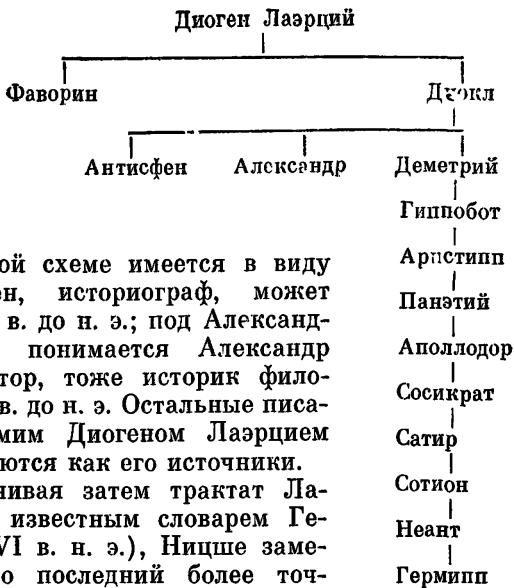 Диоген Лаэрций
Фаворин
Диокл
Антисфен Александр Деметрий
Гиппобот
Аристипп
Панэтий
Аполлодор
Сосикрат
Сатир
Сотион
Неант
Гермипп
ой схеме имеется в виду
ен, историограф, может
в. до н. э.; под Александ-
понимается Александр
тор, тоже историк фило-
в. до н. э. Остальные писа-
мим Диогеном Лаэрцием
ются как его источники.
нивая затем трактат Ла-
известным словарем Ге-
VI в. н. э.), Ницше заме-
о последний более точ-